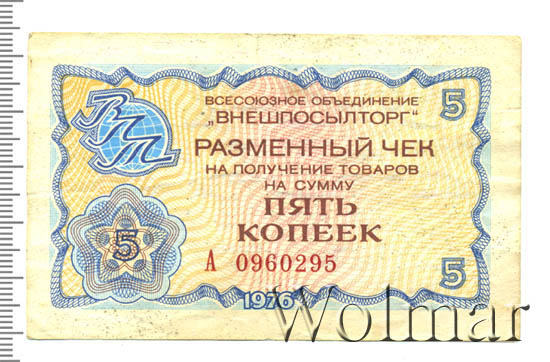 ВПТ
ВСЕСОЮЗНОЕ ОБЪЕДИНЕНИЕ
„ВНЕШПОСЫЛТОРГ"
5
РАЗМЕННЫЙ ЧЕК
НА ПОЛУЧЕНИЕ ТОВАРОВ
НА СУММУ
ПЯТЬ
КОПЕЕК
5
А 0960295
5
1976
Wolmar